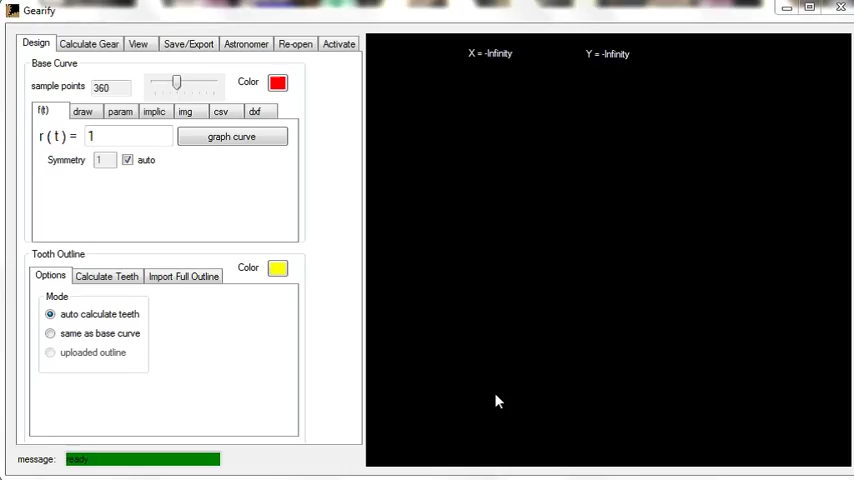 Gearify
Design Calculate Gear View Save/Export Astronomer Re-open Activate
X = -Infinity Y = -Infinity
Base Curve
sample points 360 Color
f(t) draw param implic img csv dxf
r ( t ) = 1 graph curve
Symmetry 1 auto
Tooth Outline
Color
Options Calculate Teeth Import Full Outline
Mode
auto calculate teeth
same as base curve
uploaded outline
message: ready